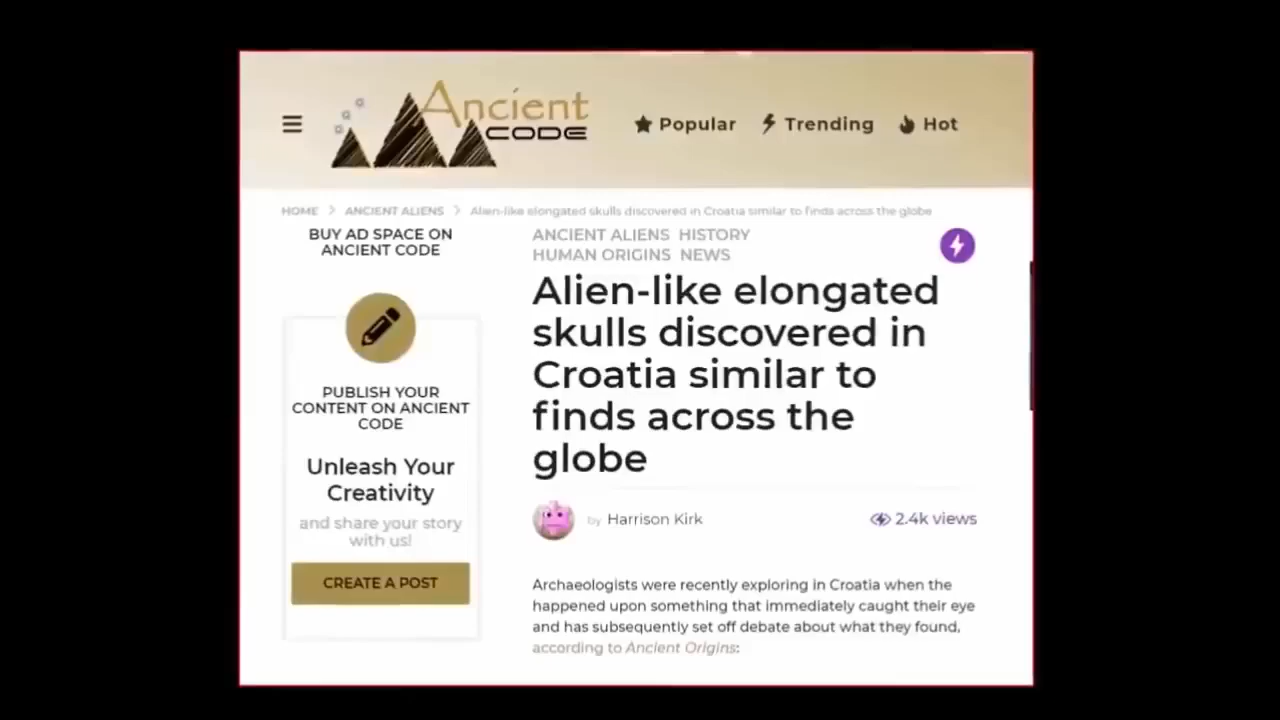 Ancient
CODE
Popular
Trending
Hot
HOME > ANCIENT ALIENS > Alien-like elongated skulls discovered in Croatia similar to finds across the globe
BUY AD SPACE ON
ANCIENT CODE
PUBLISH YOUR
CONTENT ON ANCIENT
CODE
Unleash Your
Creativity
and share your story
with us!
CREATE A POST
ANCIENT ALIENS HISTORY
HUMAN ORIGINS NEWS
Alien-like elongated
skulls discovered in
Croatia similar to
finds across the
globe
by Harrison Kirk
2.4k views
Archaeologists were recently exploring in Croatia when the
happened upon something that immediately caught their eye
and has subsequently set off debate about what they found,
according to Ancient Origins: